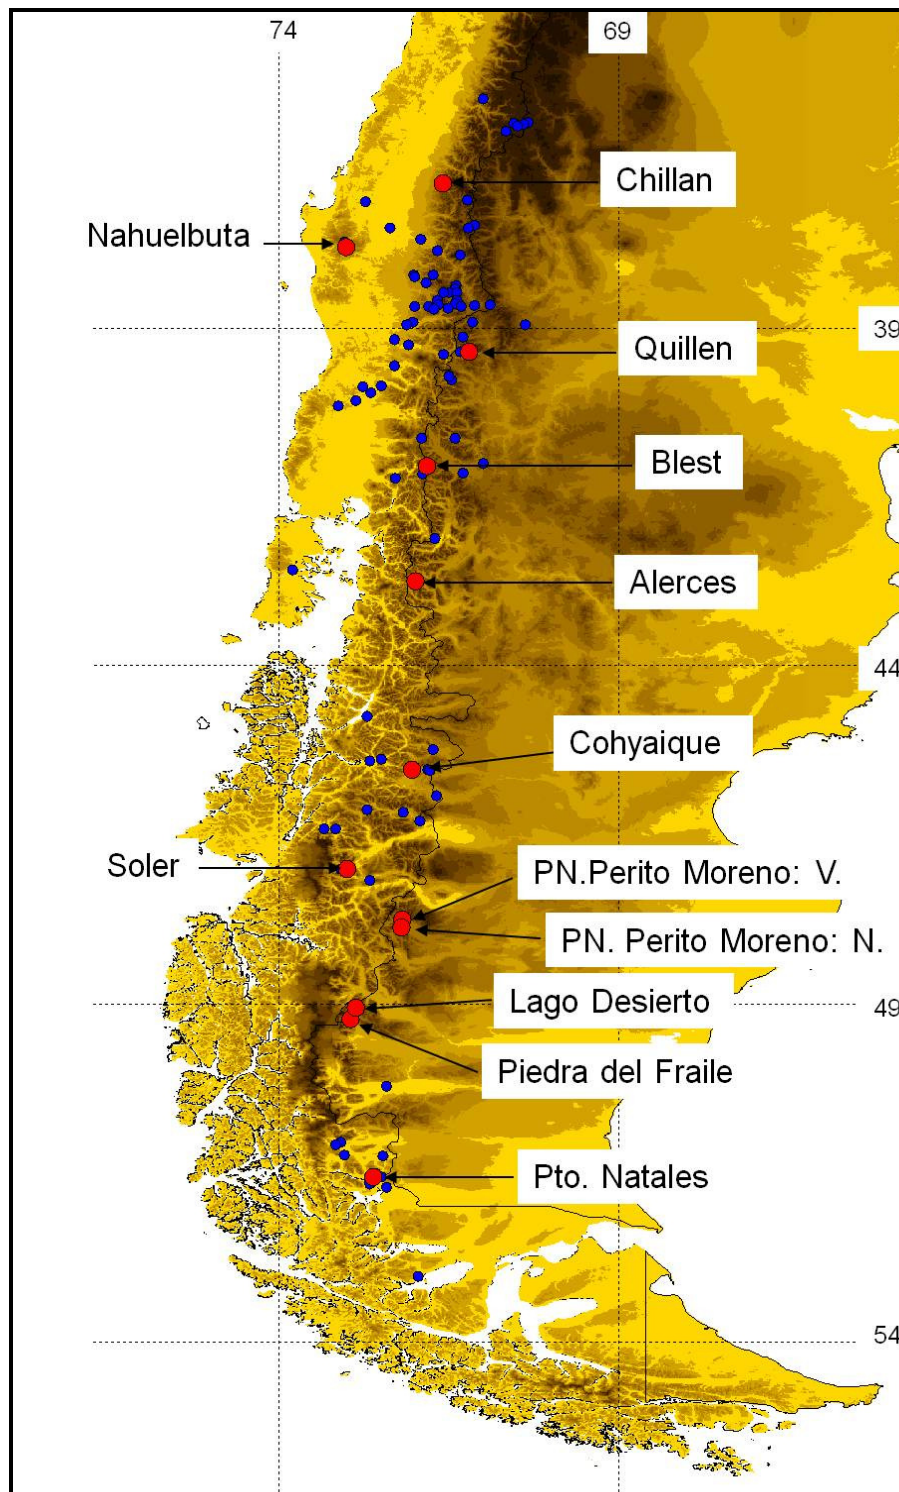 74
69
Chillan
Nahuelbuta
39
Quillen
Blest
Alerces
44
Cohyaique
Soler
PN.Perito Moreno: V.
PN. Perito Moreno: N.
Lago Desierto
49
Piedra del Fraile
Pto. Natales
54